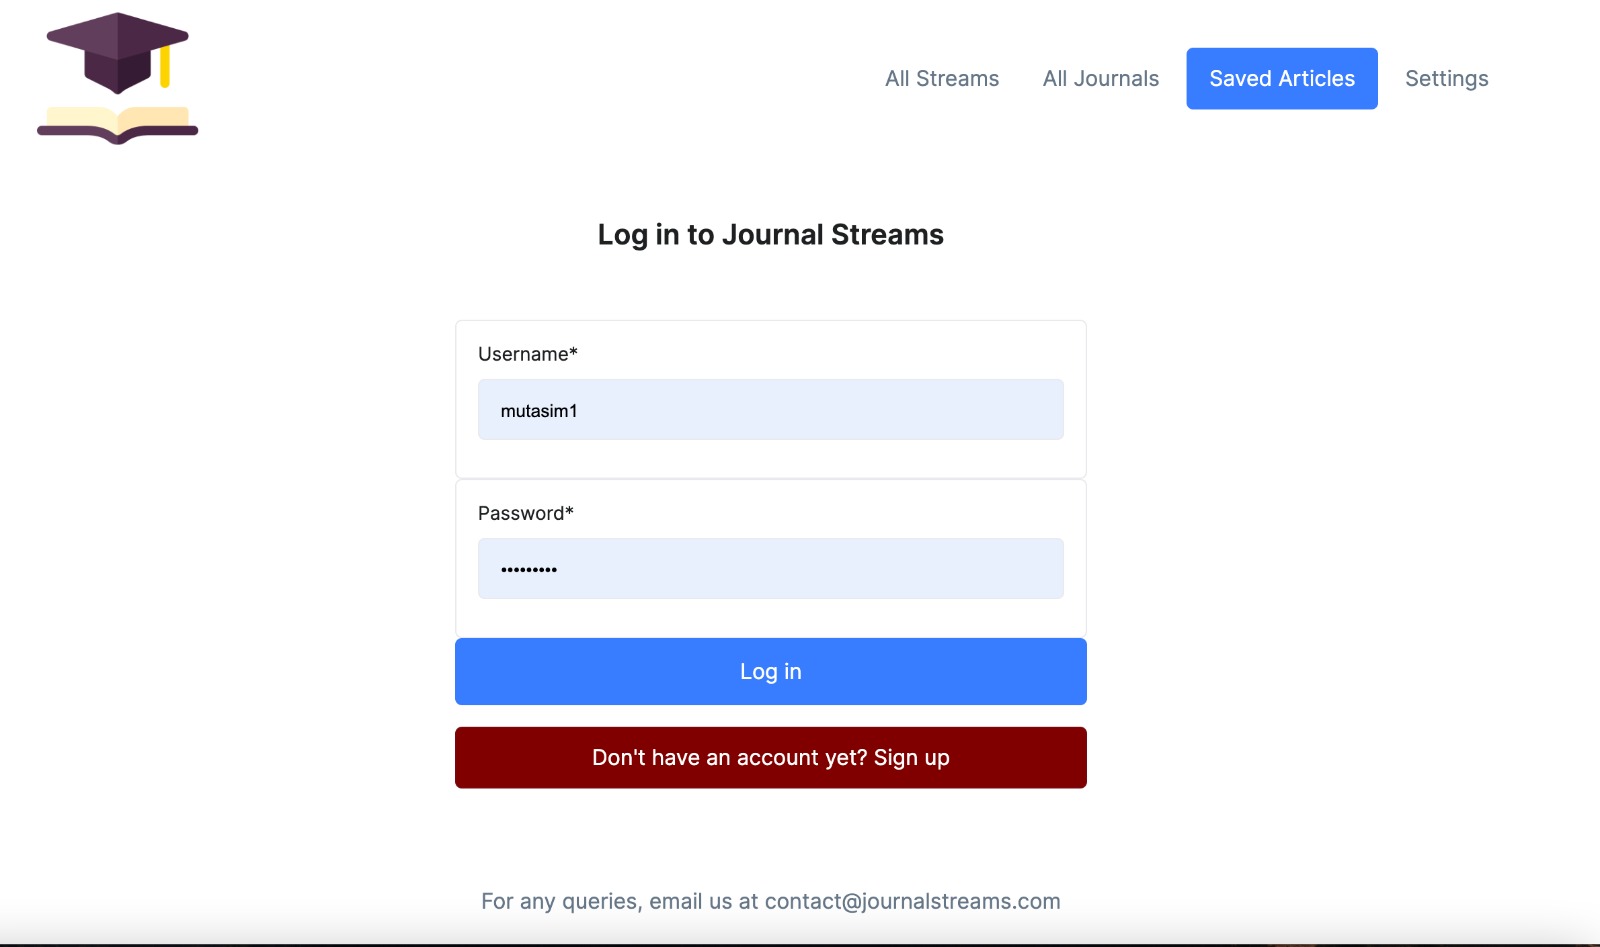 All Streams All Journals Saved Articles Settings
Log in to Journal Streams
Username*
mutasim1
Password*
•••••••••
Log in
Don't have an account yet? Sign up
For any queries, email us at contact@journalstreams.com